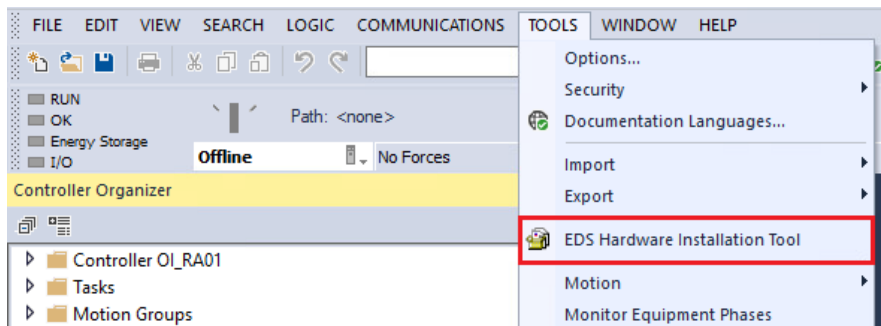 FILE EDIT VIEW SEARCH LOGIC COMMUNICATIONS TOOLS WINDOW HELP
Options...
Security
RUN
OK
Energy Storage
I/O
Path: <none>
Documentation Languages...
Offline
No Forces
Import
Export
Controller Organizer
EDS Hardware Installation Tool
Controller OI_RA01
Tasks
Motion Groups
Motion
Monitor Equipment Phases